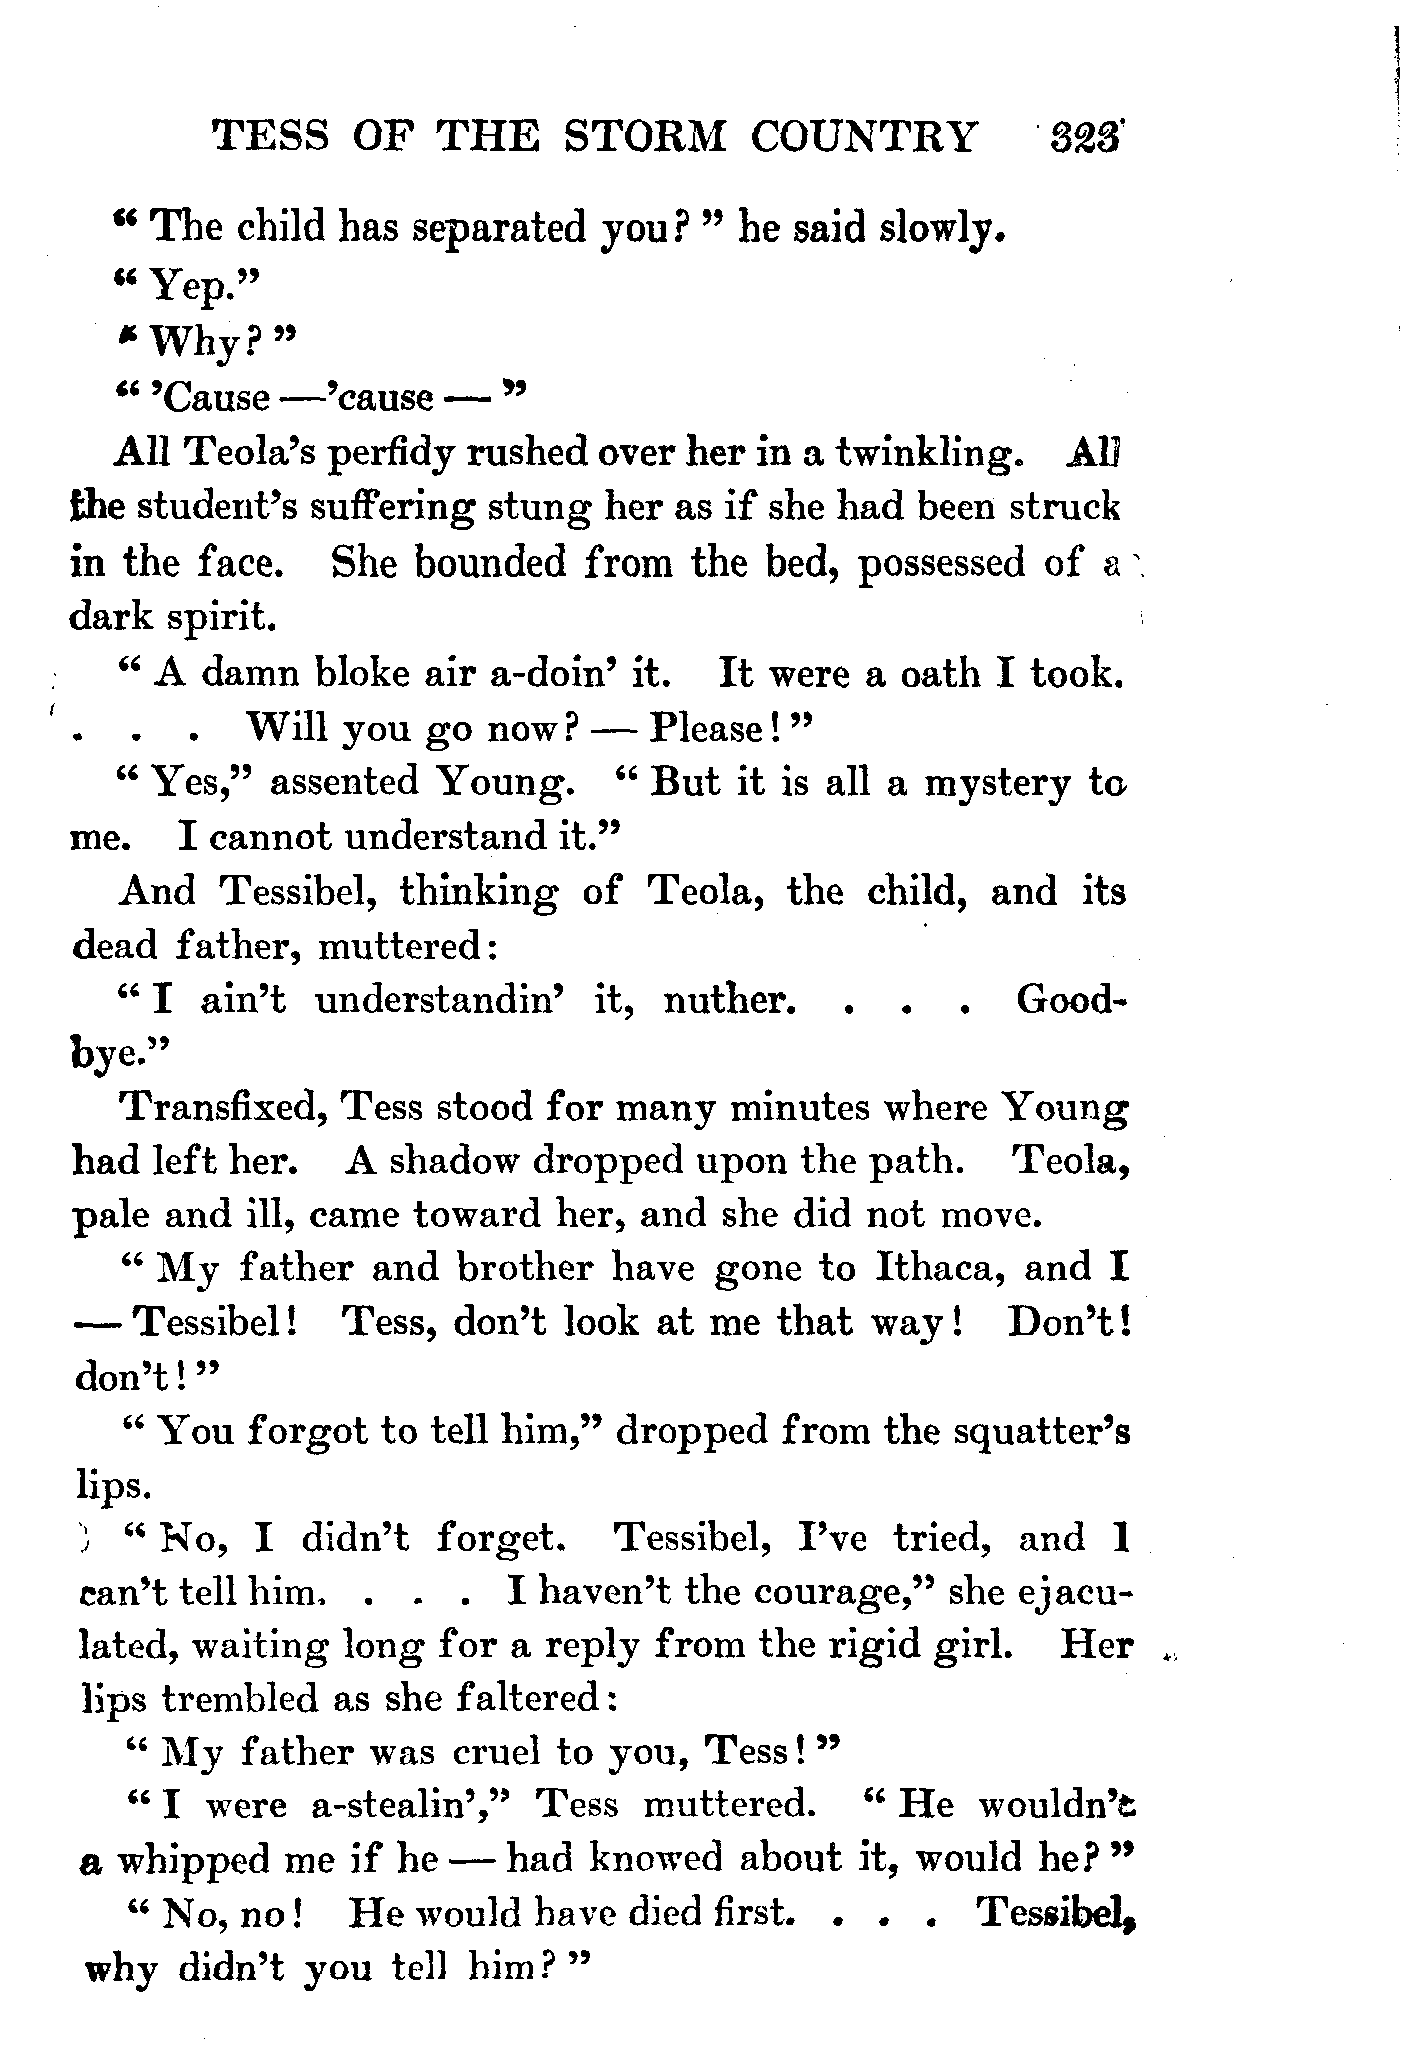 TESS OF THE STORM COUNTRY 323
“ The child has separated you? ” he said slowly.
“ Yep.”
“ Why? ”
“ ’Cause —’cause — ”
All Teola’s perfidy rushed over her in a twinkling. All
the student’s suffering stung her as if she had been struck
in the face. She bounded from the bed, possessed of a
dark spirit.
“ A damn bloke air a-doin’ it. It were a oath I took.
. . . Will you go now? — Please! ”
“ Yes,” assented Young. “ But it is all a mystery to
me. I cannot understand it.”
And Tessibel, thinking of Teola, the child, and its
dead father, muttered:
“ I ain’t understandin’ it, nuther. . . . Good-
bye.”
Transfixed, Tess stood for many minutes where Young
had left her. A shadow dropped upon the path. Teola,
pale and ill, came toward her, and she did not move.
“ My father and brother have gone to Ithaca, and I
— Tessibel! Tess, don’t look at me that way! Don’t!
don’t! ”
“ You forgot to tell him,” dropped from the squatter’s
lips.
“ No, I didn’t forget. Tessibel, I’ve tried, and I
can’t tell him. . . . I haven’t the courage,” she ejacu-
lated, waiting long for a reply from the rigid girl. Her
lips trembled as she faltered:
“ My father was cruel to you, Tess! ”
“ I were a-stealin’,” Tess muttered. “ He wouldn’t
a whipped me if he — had knowed about it, would he? ”
“ No, no! He would have died first. . . . Tessibel,
why didn’t you tell him? ”